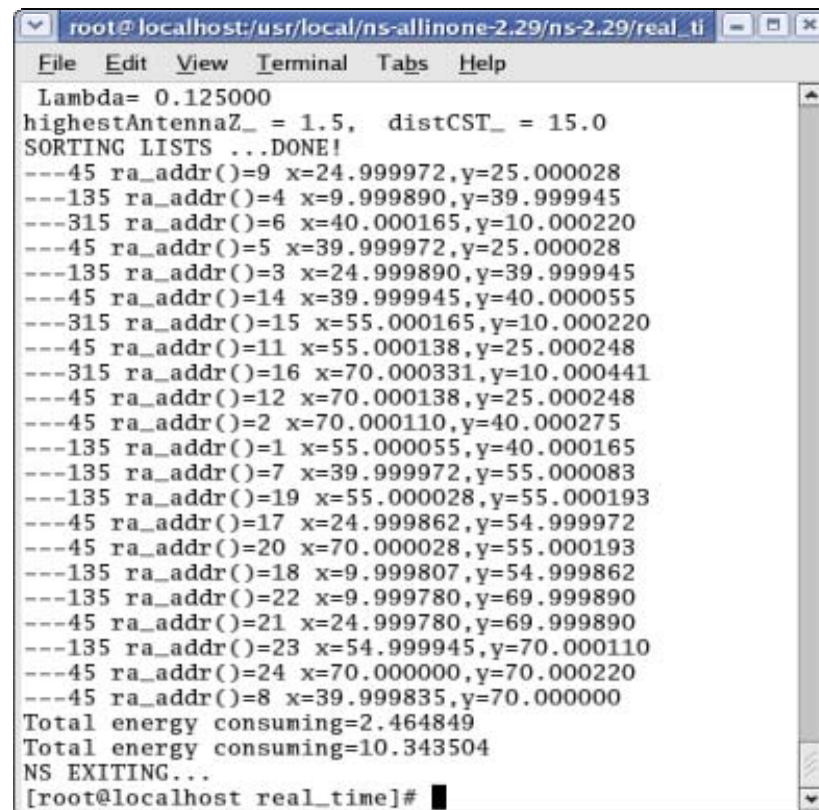 root@localhost:/usr/local/ns-allinone-2.29/ns-2.29/real_ti
File Edit View Terminal Tabs Help
Lambda= 0.125000
highestAntennaZ_ = 1.5, distCST_ = 15.0
SORTING LISTS ...DONE!
---45 ra_addr()=9 x=24.999972,y=25.000028
---135 ra_addr()=4 x=9.999890,y=39.999945
---315 ra_addr()=6 x=40.000165,y=10.000220
---45 ra_addr()=5 x=39.999972,y=25.000028
---135 ra_addr()=3 x=24.999890,y=39.999945
---45 ra_addr()=14 x=39.999945,y=40.000055
---315 ra_addr()=15 x=55.000165,y=10.000220
---45 ra_addr()=11 x=55.000138,y=25.000248
---315 ra_addr()=16 x=70.000331,y=10.000441
---45 ra_addr()=12 x=70.000138,y=25.000248
---45 ra_addr()=2 x=70.000110,y=40.000275
---135 ra_addr()=1 x=55.000055,y=40.000165
---135 ra_addr()=7 x=39.999972,y=55.000083
---135 ra_addr()=19 x=55.000028,y=55.000193
---45 ra_addr()=17 x=24.999862,y=54.999972
---45 ra_addr()=20 x=70.000028,y=55.000193
---135 ra_addr()=18 x=9.999807,y=54.999862
---135 ra_addr()=22 x=9.999780,y=69.999890
---45 ra_addr()=21 x=24.999780,y=69.999890
---135 ra_addr()=23 x=54.999945,y=70.000110
---45 ra_addr()=24 x=70.000000,y=70.000220
---45 ra_addr()=8 x=39.999835,y=70.000000
Total energy consuming=2.464849
Total energy consuming=10.343504
NS EXITING...
[root@localhost real_time]#